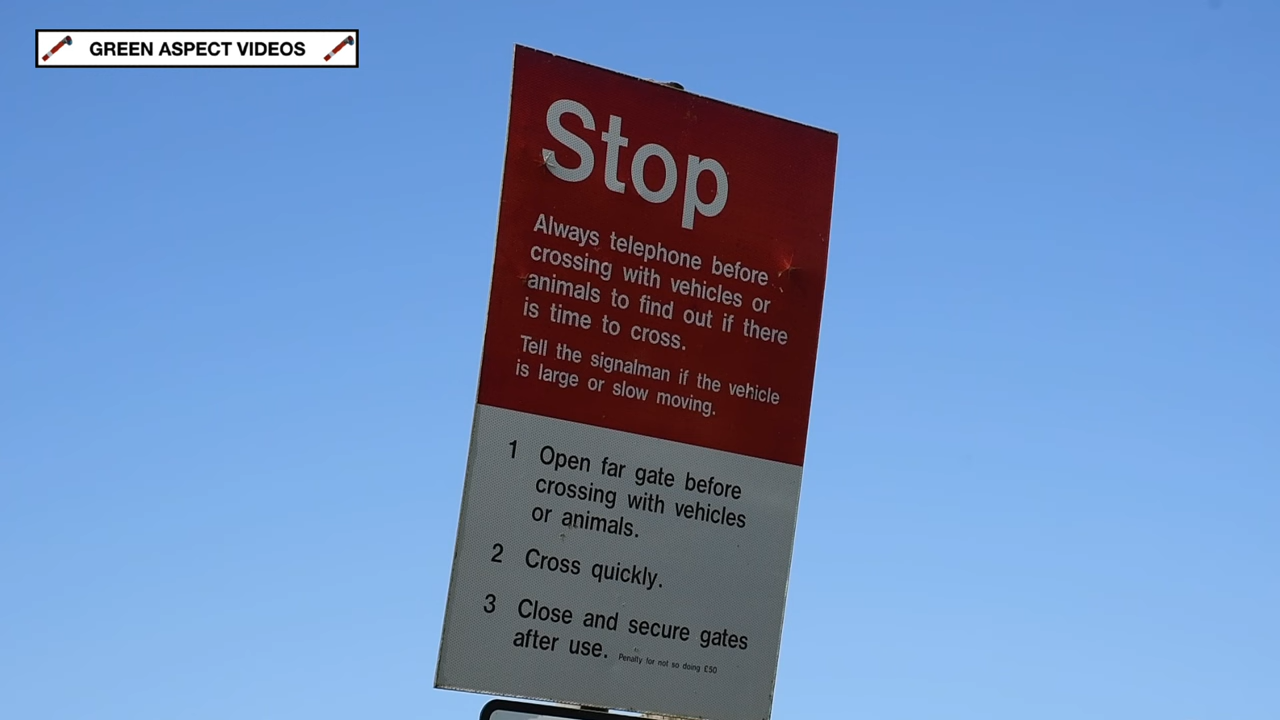 GREEN ASPECT VIDEOS
Stop
Always telephone before
crossing with vehicles or
animals to find out if there
is time to cross.
Tell the signalman if the vehicle
is large or slow moving.
1 Open far gate before
crossing with vehicles
or animals.
2 Cross quickly.
3 Close and secure gates
after use. Penalty for not so doing £50